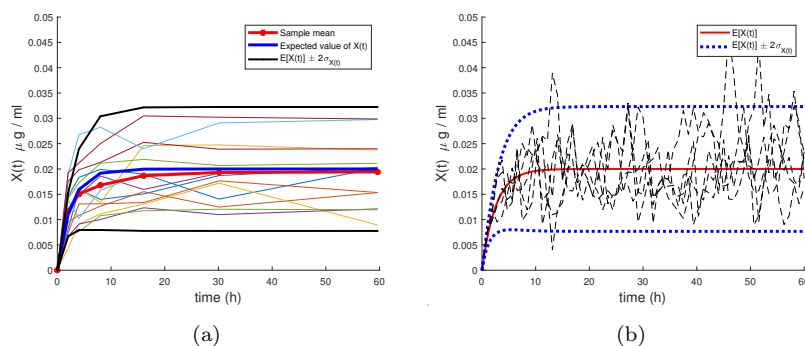 0.05
0.045
0.04
0.035
0.03
0.025
0.02
0.015
0.01
0.005
0
X(t) μ g / ml
Sample mean
Expected value of X(t)
E[X(t)] ± 2σX(t)
0 10 20 30 40 50 60
time (h)
(a)
0.05
0.045
0.04
0.035
0.03
0.025
0.02
0.015
0.01
0.005
0
X(t) μ g / ml
E[X(t)]
E[X(t)] ± 2σX(t)
0 10 20 30 40 50 60
time (h)
(b)